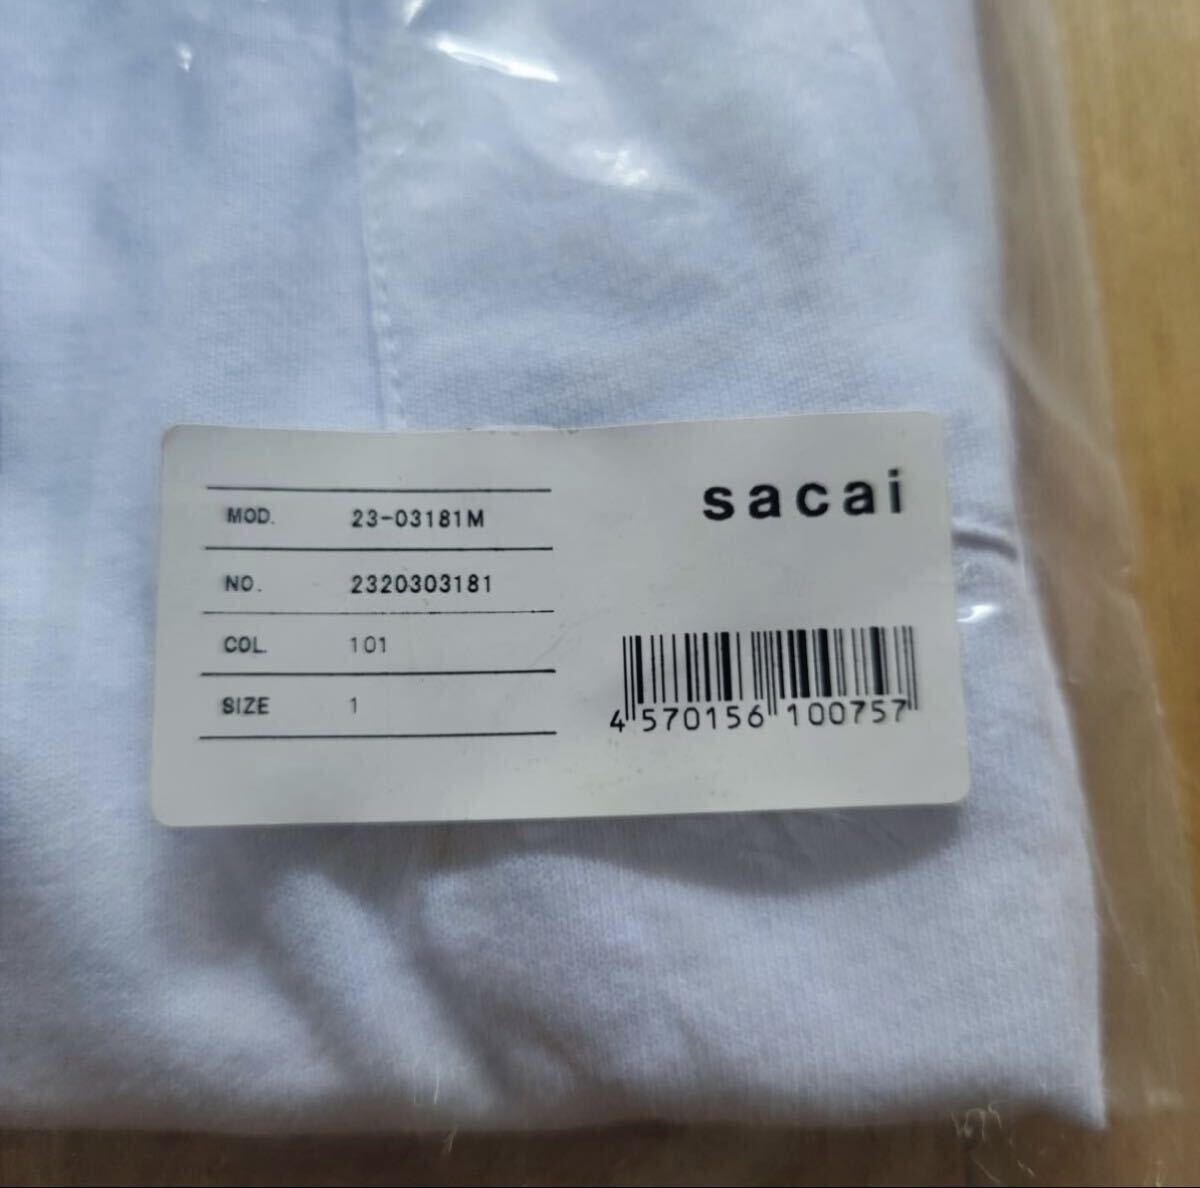 sacai
MOD. 23-03181M
NO. 2320303181
COL. 101
SIZE 1
4 570156 100757